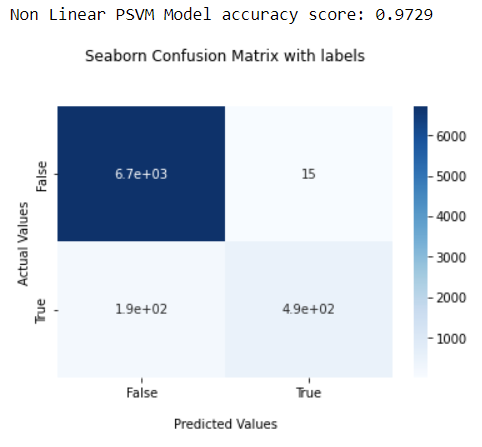 Non Linear PSVM Model accuracy score: 0.9729
Seaborn Confusion Matrix with labels
Actual Values
False
True
6.7e+03 15
1.9e+02 4.9e+02
False True
Predicted Values
6000
5000
4000
3000
2000
1000